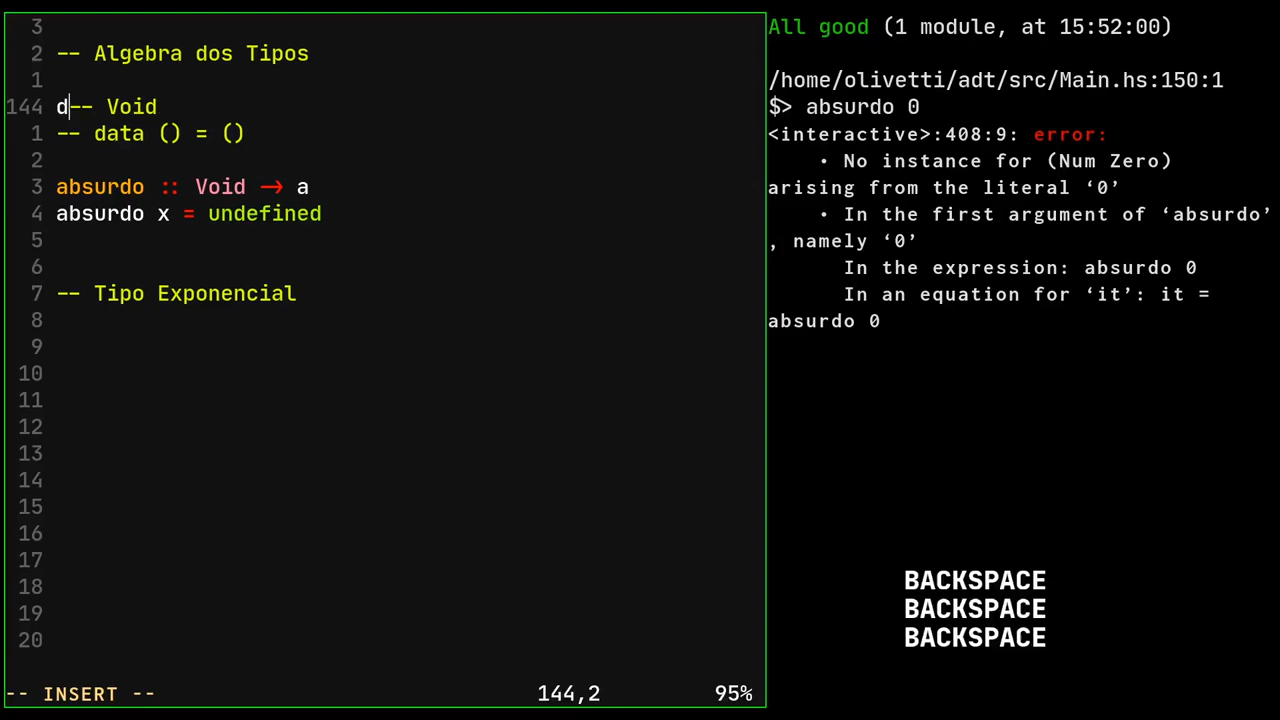 3
2 -- Algebra dos Tipos
1
144 d-- Void
1 -- data () = ()
2
3 absurdo :: Void → a
4 absurdo x = undefined
5
6
7 -- Tipo Exponencial
8
9
10
11
12
13
14
15
16
17
18
19
20
-- INSERT -- 144,2 95%
All good (1 module, at 15:52:00)
/home/olivetti/adt/src/Main.hs:150:1
$> absurdo 0
<interactive>:408:9: error:
• No instance for (Num Zero)
arising from the literal ‘0’
• In the first argument of ‘absurdo’
, namely ‘0’
In the expression: absurdo 0
In an equation for ‘it’: it =
absurdo 0
BACKSPACE
BACKSPACE
BACKSPACE